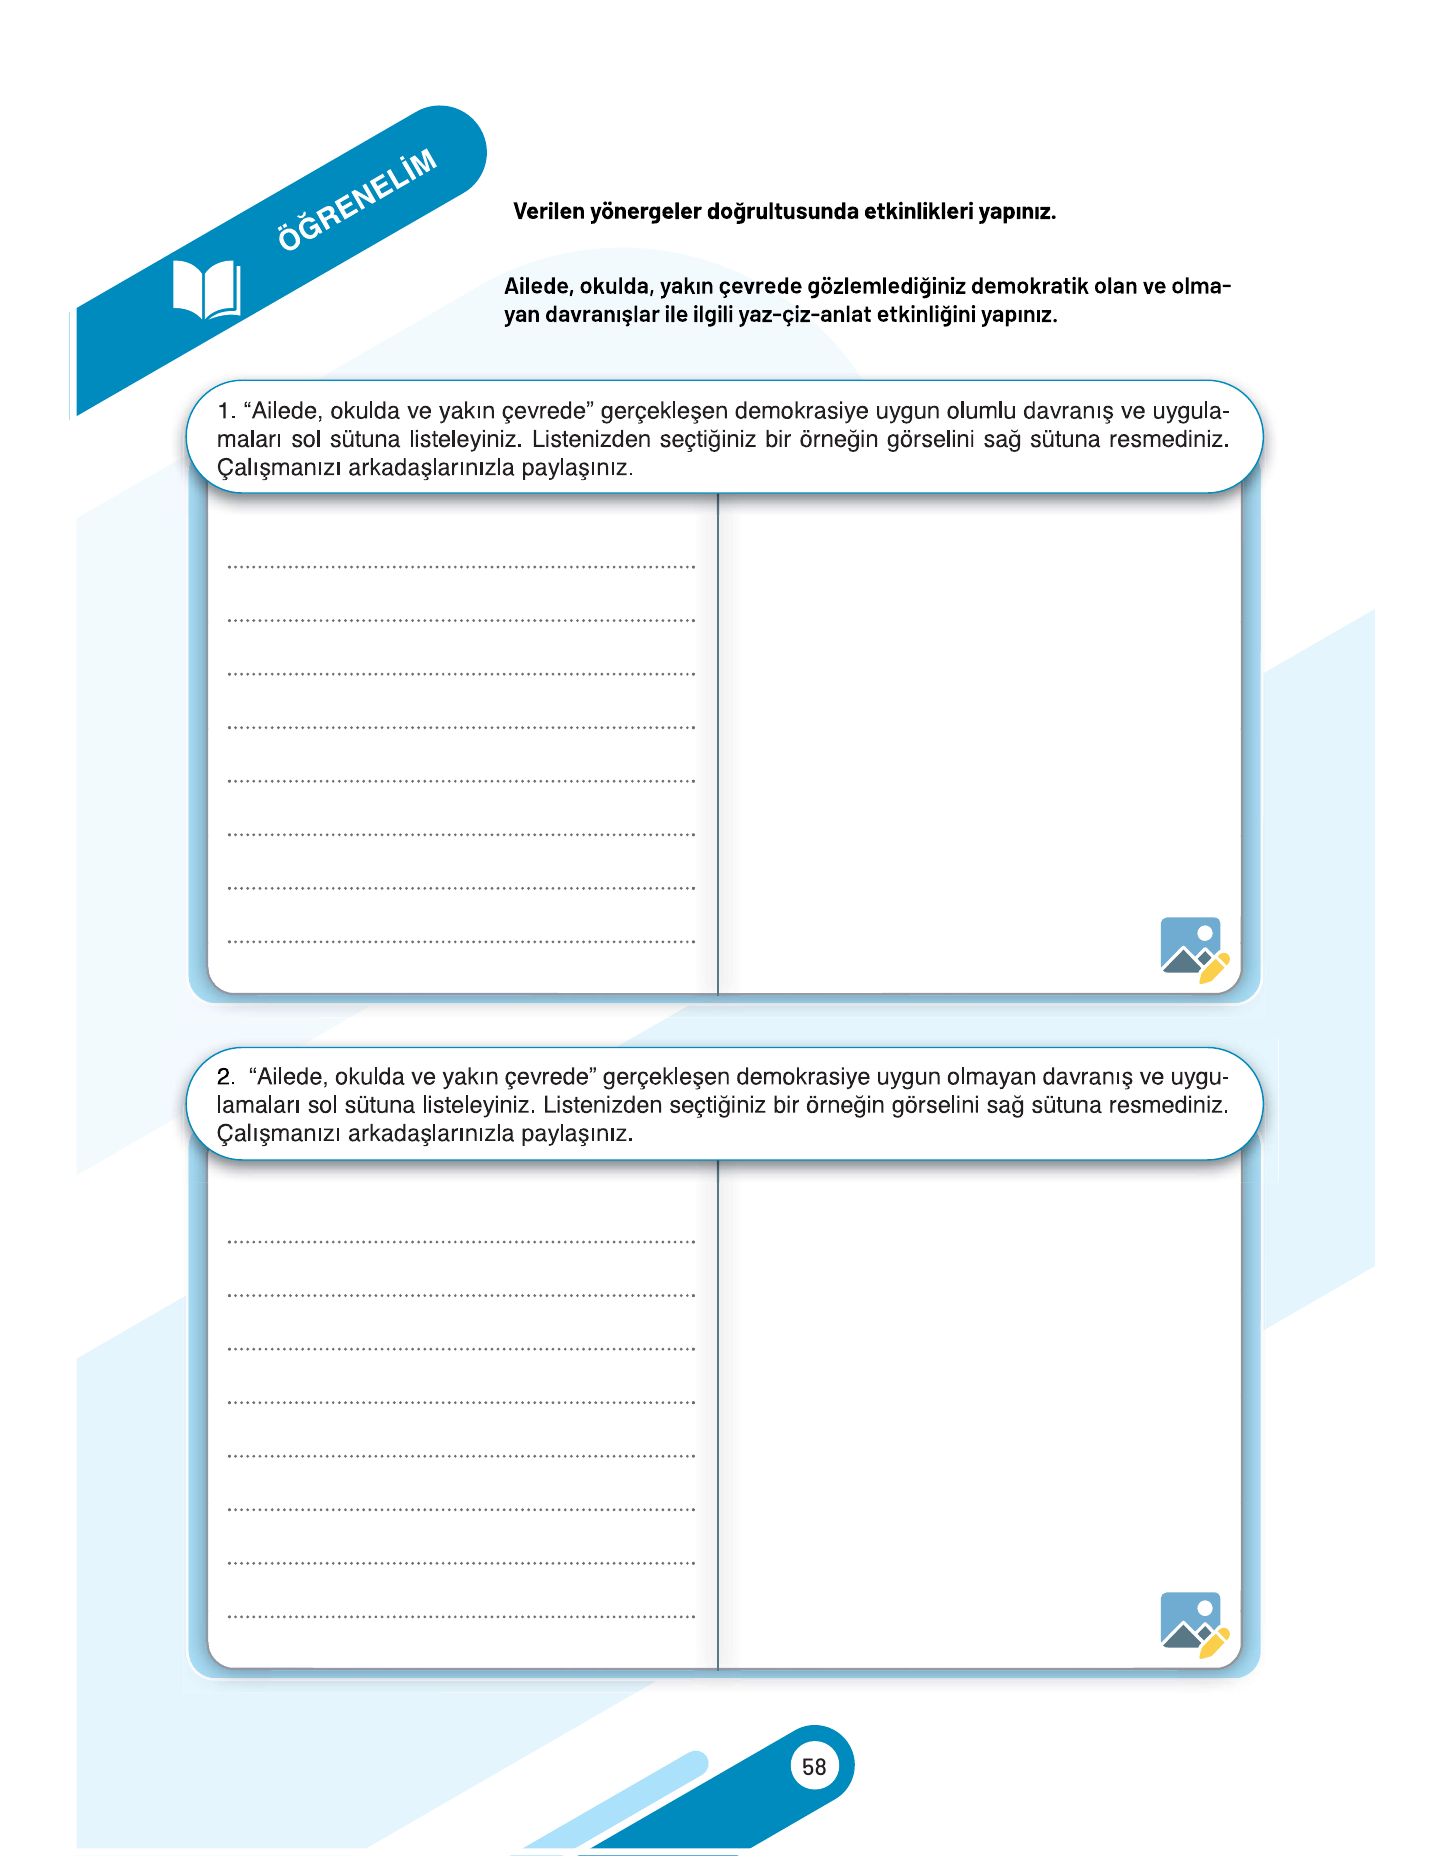 ÖĞRENELİM
Verilen yönergeler doğrultusunda etkinlikleri yapınız.
Ailede, okulda, yakın çevrede gözlemlediğiniz demokratik olan ve olma-
yan davranışlar ile ilgili yaz-çiz-anlat etkinliğini yapınız.
1. “Ailede, okulda ve yakın çevrede” gerçekleşen demokrasiye uygun olumlu davranış ve uygula-
maları sol sütuna listeleyiniz. Listenizden seçtiğiniz bir örneğin görselini sağ sütuna resmediniz.
Çalışmanızı arkadaşlarınızla paylaşınız.
2. “Ailede, okulda ve yakın çevrede” gerçekleşen demokrasiye uygun olmayan davranış ve uygu-
lamaları sol sütuna listeleyiniz. Listenizden seçtiğiniz bir örneğin görselini sağ sütuna resmediniz.
Çalışmanızı arkadaşlarınızla paylaşınız.
58